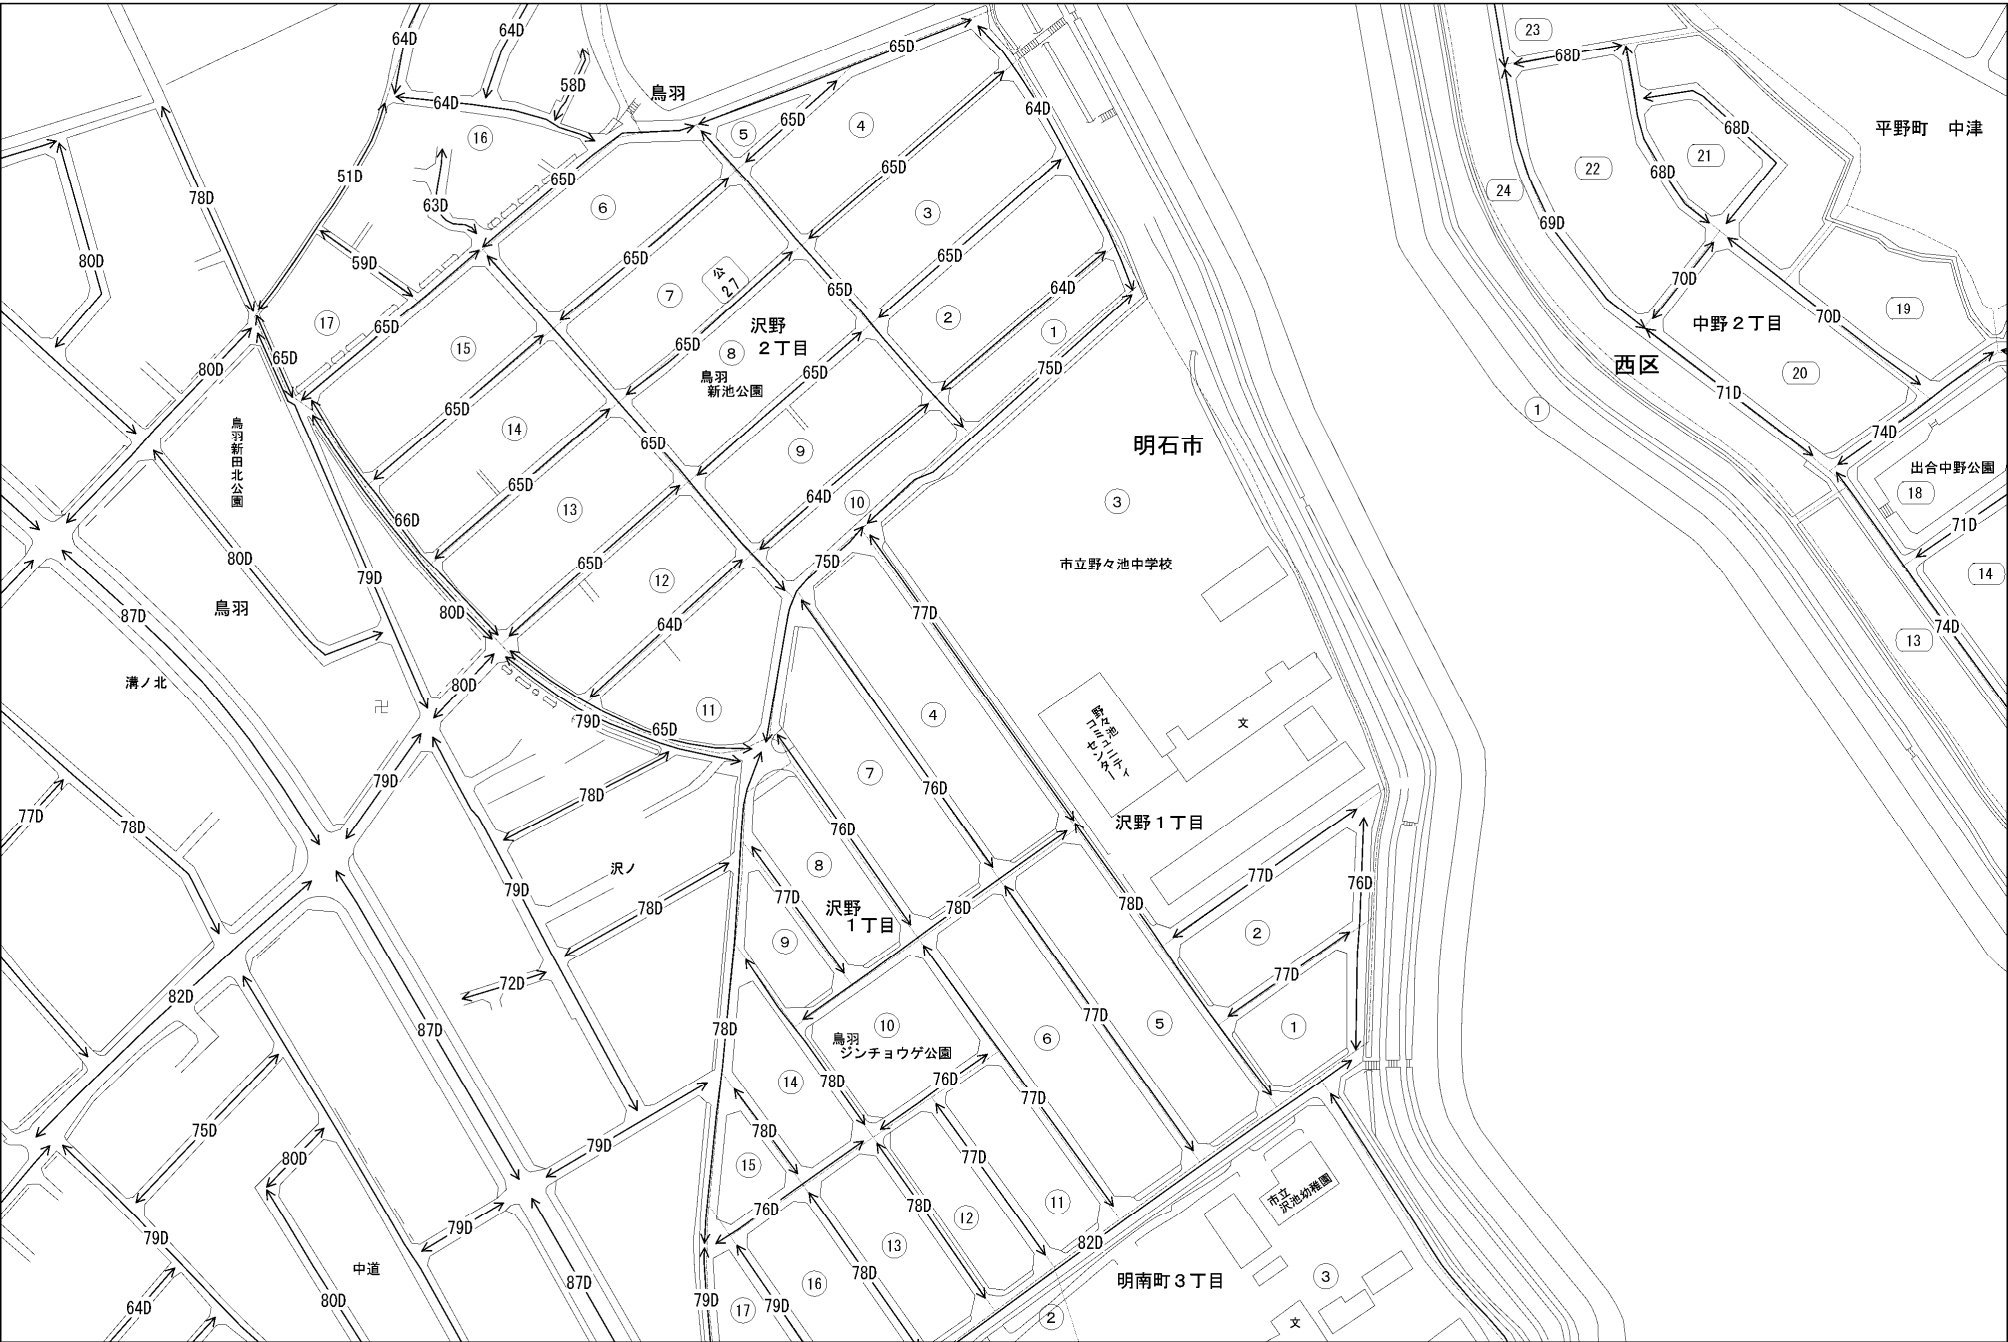 64D
64D
23
65D
68D
58D
鳥羽
64D
64D
④
65D
⑤
68D
平野町　中津
16
51D
65D
21
22
65D
68D
78D
65D
24
63D
⑥
③
69D
80D
59D
65D
65D
70D
公
27
⑦
65D
64D
19
17
65D
沢野
2丁目
②
①
70D
中野2丁目
65D
15
65D
⑧
鳥羽
新池公園
65D
75D
西区
20
80D
71D
65D
①
鳥羽新田北公園
14
65D
明石市
74D
⑨
出合中野公園
65D
64D
⑩
③
18
66D
13
71D
80D
65D
75D
市立野々池中学校
14
79D
12
鳥羽
87D
80D
64D
77D
74D
13
溝ノ北
80D
11
④
79D
65D
野々池
コミュニティ
センター
文
79D
⑦
78D
76D
77D
78D
76D
沢野1丁目
沢ノ
⑧
77D
76D
79D
77D
78D
沢野
1丁目
78D
78D
⑨
②
72D
77D
82D
87D
78D
⑩
鳥羽
ジンチョウゲ公園
77D
⑤
①
⑥
14
78D
76D
77D
75D
78D
80D
79D
15
77D
市立
沢池幼稚園
76D
78D
12
11
79D
79D
13
82D
中道
87D
16
78D
明南町3丁目
③
64D
80D
79D
17
79D
②
文